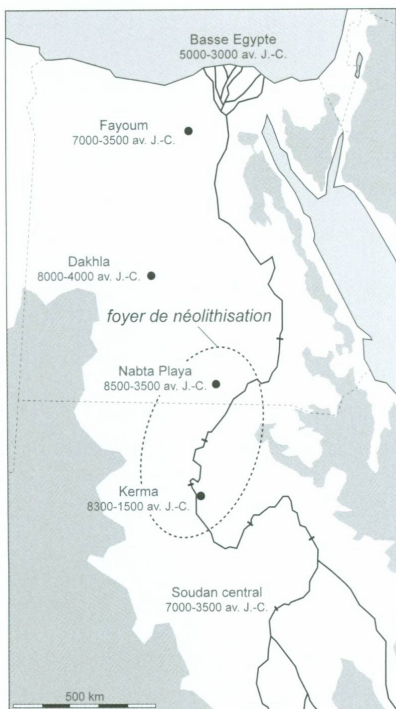 Basse Egypte
5000-3000 av. J.-C.
Fayoum
7000-3500 av. J.-C.
Dakhla
8000-4000 av. J.-C.
foyer de néolithisation
Nabta Playa
8500-3500 av. J.-C.
Kerma
8300-1500 av. J.-C.
Soudan central
7000-3500 av. J.-C.
500 km